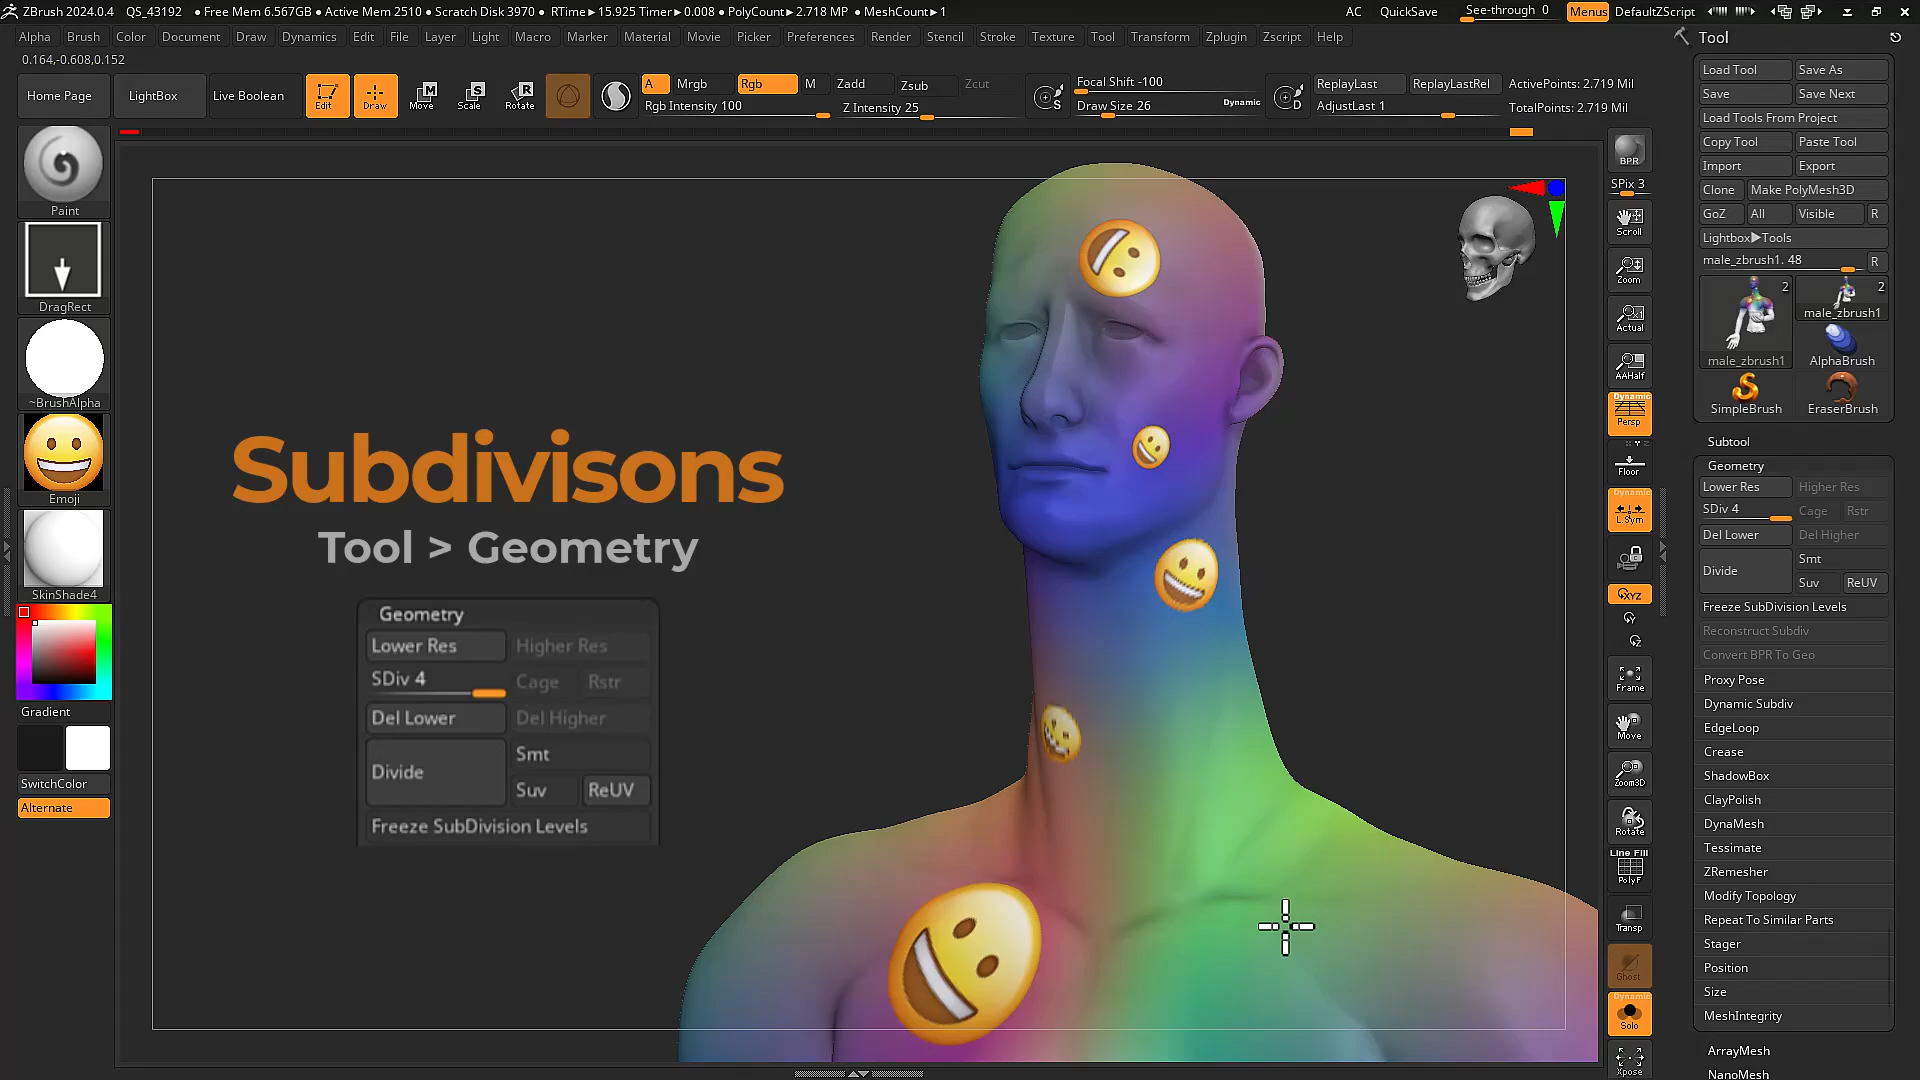 ZBrush 2024.0.4 QS_43192 ● Free Mem 6.567GB ● Active Mem 2510 ● Scratch Disk 3970 ● RTime►15.925 Timer►0.008 ● PolyCount►2.718 MP ● MeshCount►1 AC QuickSave See-through 0 Menus DefaultZScript
Alpha Brush Color Document Draw Dynamics Edit File Layer Light Macro Marker Material Movie Picker Preferences Render Stencil Stroke Texture Tool Transform Zplugin Zscript Help
0.164,-0.608,0.152
Home Page LightBox Live Boolean Edit Draw Move Scale Rotate
M S R
A Mrgb Rgb M Zadd Zsub Zcut
Rgb Intensity 100 Z Intensity 25
S Focal Shift -100
Draw Size 26 Dynamic
D ReplayLast ReplayLastRel ActivePoints: 2.719 Mil
AdjustLast 1 TotalPoints: 2.719 Mil
Paint
DragRect
~BrushAlpha
Emoji
SkinShade4
Gradient
SwitchColor
Alternate
Subdivisons
Tool > Geometry
Geometry
Lower Res Higher Res
SDiv 4 Cage Rstr
Del Lower Del Higher
Divide Smt
Suv ReUV
Freeze SubDivision Levels
BPR
SPix 3
Scroll
Zoom
Actual
AAHalf
Dynamic
Persp
Floor
Dynamic
L.Sym
XYZ
Y
Z
Frame
Move
Zoom3D
Rotate
Line Fill
PolyF
Transp
Ghost
Dynamic
Solo
Xpose
Tool
Load Tool Save As
Save Save Next
Load Tools From Project
Copy Tool Paste Tool
Import Export
Clone Make PolyMesh3D
GoZ All Visible R
Lightbox►Tools
male_zbrush1. 48 R
2 2
male_zbrush1
male_zbrush1 AlphaBrush
SimpleBrush EraserBrush
Subtool
Geometry
Lower Res Higher Res
SDiv 4 Cage Rstr
Del Lower Del Higher
Divide Smt
Suv ReUV
Freeze SubDivision Levels
Reconstruct Subdiv
Convert BPR To Geo
Proxy Pose
Dynamic Subdiv
EdgeLoop
Crease
ShadowBox
ClayPolish
DynaMesh
Tessimate
ZRemesher
Modify Topology
Repeat To Similar Parts
Stager
Position
Size
MeshIntegrity
ArrayMesh
NanoMesh